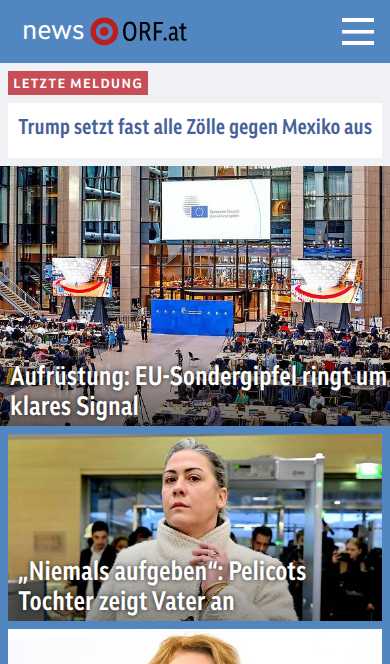 news ORF.at
LETZTE MELDUNG
Trump setzt fast alle Zölle gegen Mexiko aus
Aufrüstung: EU-Sondergipfel ringt um
klares Signal
„Niemals aufgeben“: Pelicots
Tochter zeigt Vater an